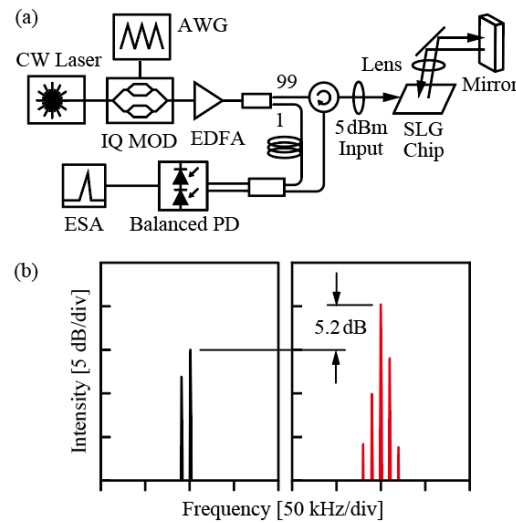 (a)
AWG
CW Laser
IQ MOD
EDFA
99
1
5 dBm
Input
Lens
Mirror
SLG
Chip
ESA
Balanced PD
(b)
Intensity [5 dB/div]
5.2 dB
Frequency [50 kHz/div]